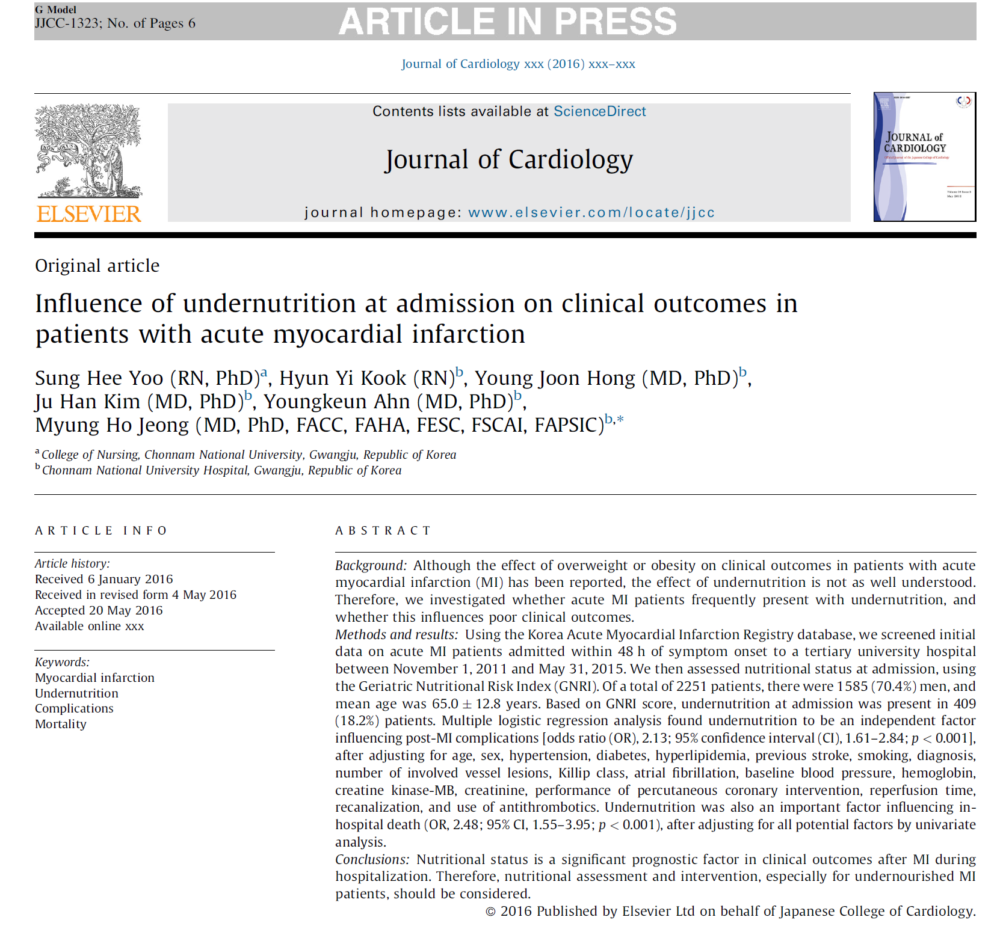 G Model
JJCC-1323; No. of Pages 6
ARTICLE IN PRESS
Journal of Cardiology xxx (2016) xxx–xxx
NON SOLUS
ELSEVIER
Contents lists available at ScienceDirect
Journal of Cardiology
journal homepage: www.elsevier.com/locate/jjcc
JOURNAL of
CARDIOLOGY
Official Journal of the Japanese College of Cardiology
May 2012
Original article
Influence of undernutrition at admission on clinical outcomes in
patients with acute myocardial infarction
Sung Hee Yoo (RN, PhD)a, Hyun Yi Kook (RN)b, Young Joon Hong (MD, PhD)b,
Ju Han Kim (MD, PhD)b, Youngkeun Ahn (MD, PhD)b,
Myung Ho Jeong (MD, PhD, FACC, FAHA, FESC, FSCAI, FAPSIC)b,*
a College of Nursing, Chonnam National University, Gwangju, Republic of Korea
b Chonnam National University Hospital, Gwangju, Republic of Korea
ARTICLE INFO
Article history:
Received 6 January 2016
Received in revised form 4 May 2016
Accepted 20 May 2016
Available online xxx
Keywords:
Myocardial infarction
Undernutrition
Complications
Mortality
ABSTRACT
Background: Although the effect of overweight or obesity on clinical outcomes in patients with acute
myocardial infarction (MI) has been reported, the effect of undernutrition is not as well understood.
Therefore, we investigated whether acute MI patients frequently present with undernutrition, and
whether this influences poor clinical outcomes.
Methods and results: Using the Korea Acute Myocardial Infarction Registry database, we screened initial
data on acute MI patients admitted within 48 h of symptom onset to a tertiary university hospital
between November 1, 2011 and May 31, 2015. We then assessed nutritional status at admission, using
the Geriatric Nutritional Risk Index (GNRI). Of a total of 2251 patients, there were 1585 (70.4%) men, and
mean age was 65.0 ± 12.8 years. Based on GNRI score, undernutrition at admission was present in 409
(18.2%) patients. Multiple logistic regression analysis found undernutrition to be an independent factor
influencing post-MI complications [odds ratio (OR), 2.13; 95% confidence interval (CI), 1.61–2.84; p < 0.001],
after adjusting for age, sex, hypertension, diabetes, hyperlipidemia, previous stroke, smoking, diagnosis,
number of involved vessel lesions, Killip class, atrial fibrillation, baseline blood pressure, hemoglobin,
creatine kinase-MB, creatinine, performance of percutaneous coronary intervention, reperfusion time,
recanalization, and use of antithrombotics. Undernutrition was also an important factor influencing in-
hospital death (OR, 2.48; 95% CI, 1.55–3.95; p < 0.001), after adjusting for all potential factors by univariate
analysis.
Conclusions: Nutritional status is a significant prognostic factor in clinical outcomes after MI during
hospitalization. Therefore, nutritional assessment and intervention, especially for undernourished MI
patients, should be considered.
© 2016 Published by Elsevier Ltd on behalf of Japanese College of Cardiology.